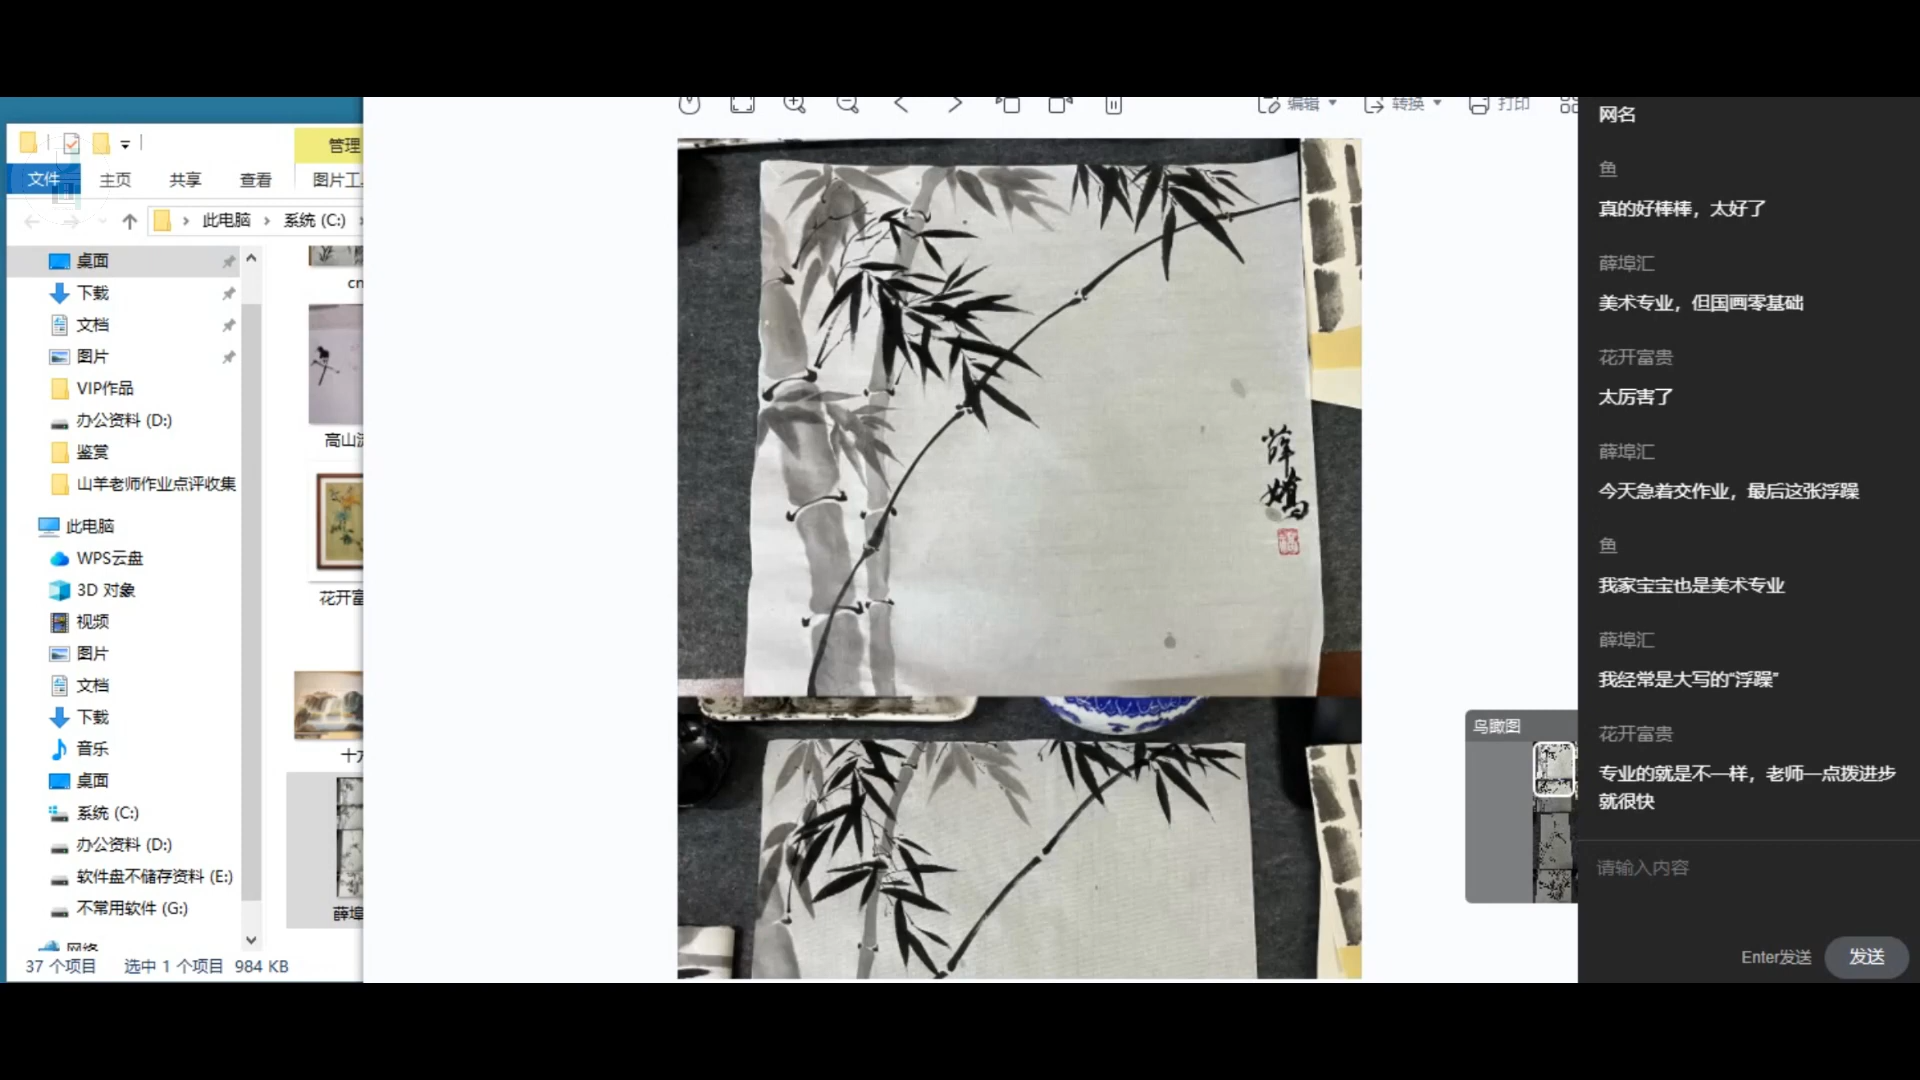 管理
文件
主页
共享
查看
图片工
此电脑
系统 (C:)
桌面
下载
文档
图片
VIP作品
办公资料 (D:)
鉴赏
山羊老师作业点评收集
此电脑
WPS云盘
3D 对象
视频
图片
文档
下载
音乐
桌面
系统 (C:)
办公资料 (D:)
软件盘不储存资料 (E:)
不常用软件 (G:)
网络
37 个项目
选中 1 个项目
984 KB
cn
高山流
花开富
十方
薛埠
编辑
转换
打印
薛
鸟瞰图
网名
鱼
真的好棒棒，太好了
薛埠汇
美术专业，但国画零基础
花开富贵
太厉害了
薛埠汇
今天急着交作业，最后这张浮躁
鱼
我家宝宝也是美术专业
薛埠汇
我经常是大写的“浮躁”
花开富贵
专业的就是不一样，老师一点拨进步
就很快
请输入内容
Enter发送
发送